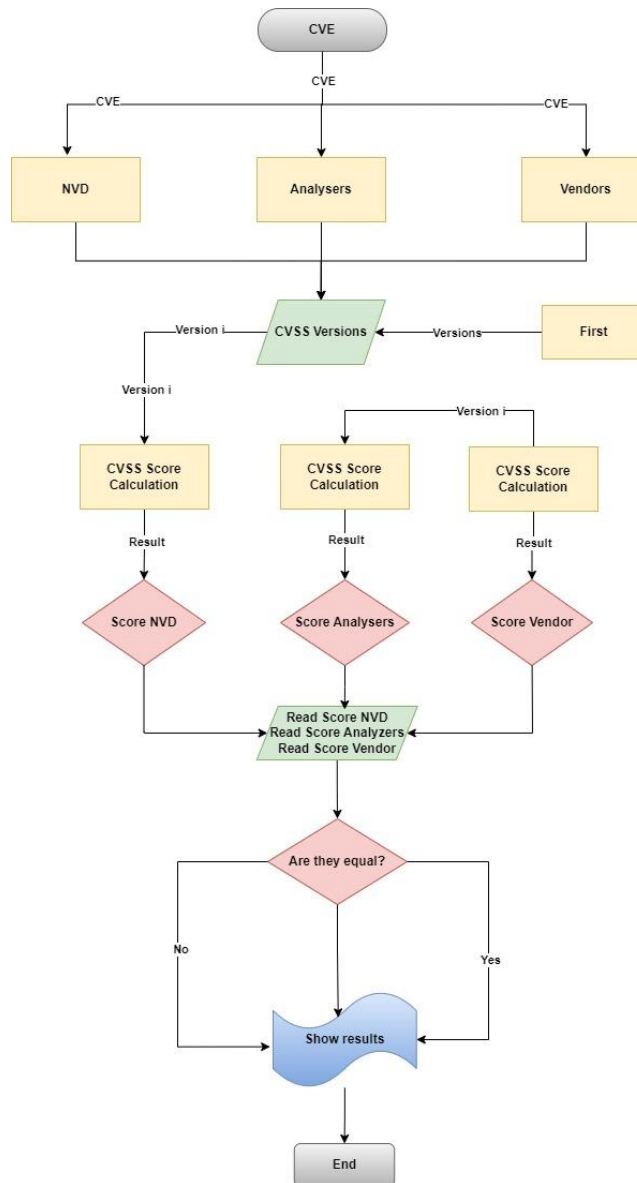 CVE
CVE
CVE
CVE
NVD
Analysers
Vendors
Version i
CVSS Versions
Versions
First
Version i
Version i
CVSS Score
Calculation
CVSS Score
Calculation
CVSS Score
Calculation
Result
Result
Result
Score NVD
Score Analysers
Score Vendor
Read Score NVD
Read Score Analyzers
Read Score Vendor
Are they equal?
No
Yes
Show results
End